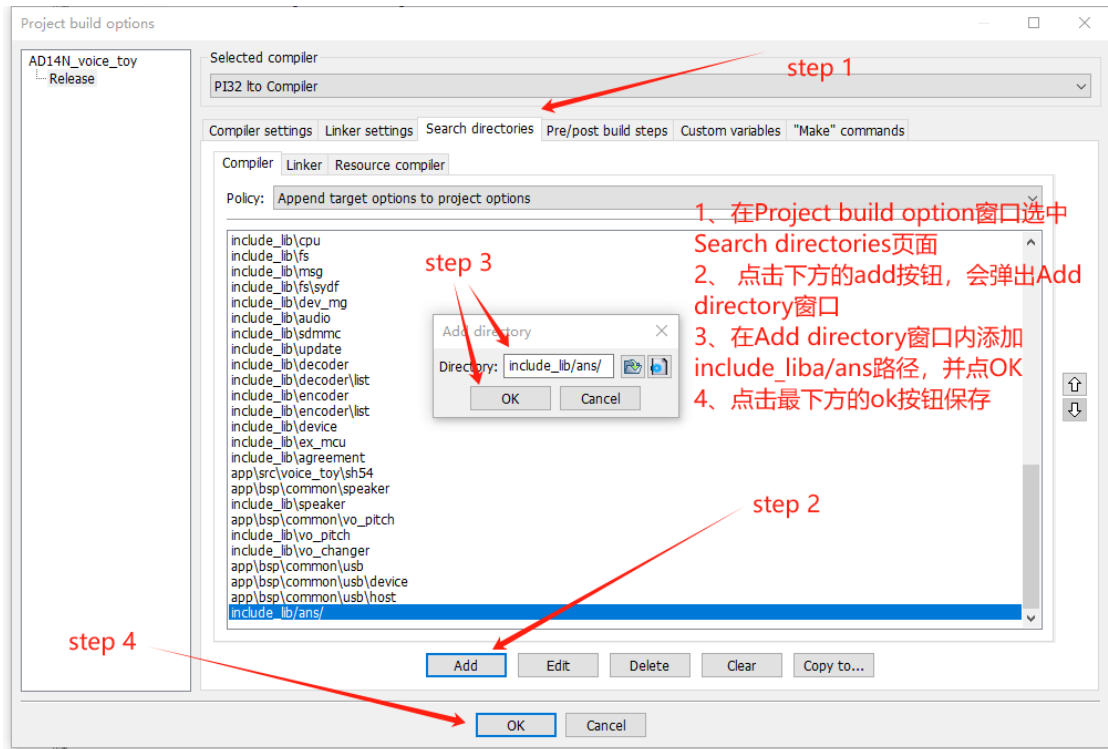 Project build options
AD14N_voice_toy
Release
Selected compiler
PI32 lto Compiler
step 1
Compiler settings Linker settings Search directories Pre/post build steps Custom variables "Make" commands
Compiler Linker Resource compiler
Policy: Append target options to project options
include_lib\cpu
include_lib\fs
include_lib\msg
include_lib\fs\sydf
include_lib\dev_mg
include_lib\audio
include_lib\sdmmc
include_lib\update
include_lib\decoder
include_lib\decoder\list
include_lib\encoder
include_lib\encoder\list
include_lib\device
include_lib\ex_mcu
include_lib\agreement
app\src\voice_toy\sh54
app\bsp\common\speaker
include_lib\speaker
app\bsp\common\vo_pitch
include_lib\vo_pitch
include_lib\vo_changer
app\bsp\common\usb
app\bsp\common\usb\device
app\bsp\common\usb\host
include_lib/ans/
step 3
Add directory
Directory: include_lib/ans/
OK Cancel
1、在Project build option窗口选中
Search directories页面
2、 点击下方的add按钮，会弹出Add
directory窗口
3、在Add directory窗口内添加
include_liba/ans路径，并点OK
4、点击最下方的ok按钮保存
step 2
step 4
Add Edit Delete Clear Copy to...
OK Cancel